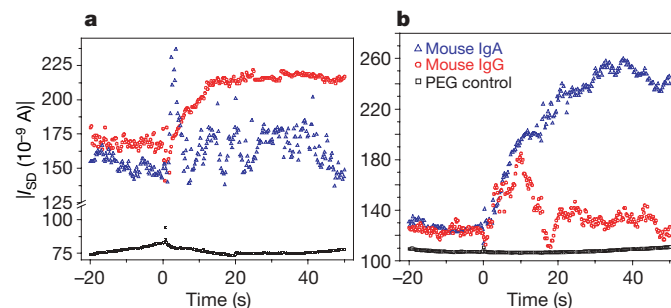 a
b
|I_SD (10⁻⁹ A)|
225
200
175
150
125
100
75
-20
0
20
40
Time (s)
260
220
180
140
100
△ Mouse IgA
○ Mouse IgG
□ PEG control
-20
0
20
40
Time (s)